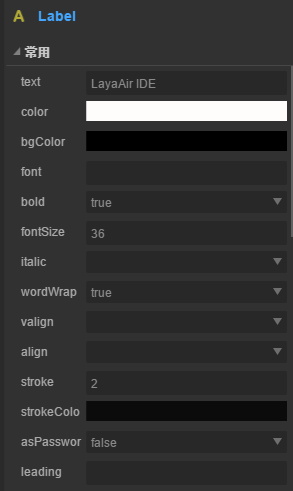 A Label
常用
text LayaAir IDE
color
bgColor
font
bold true
fontSize 36
italic
wordWrap true
valign
align
stroke 2
strokeColo
asPasswor false
leading